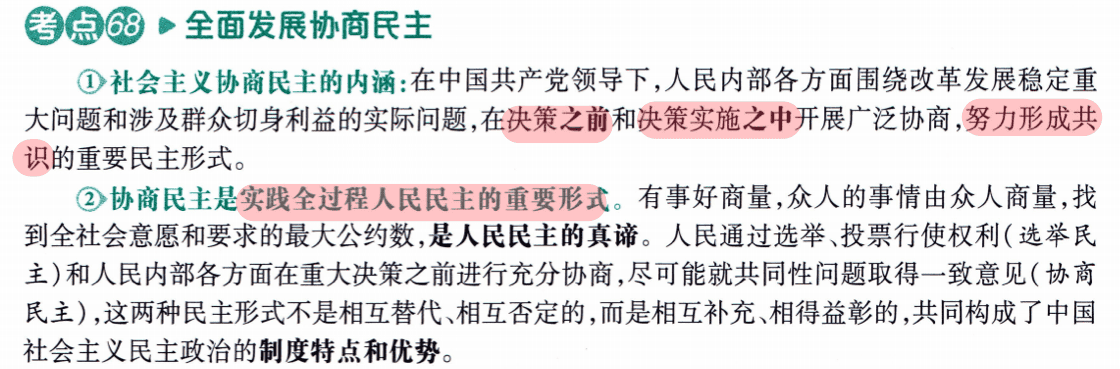 考点68 ▶ 全面发展协商民主
①社会主义协商民主的内涵:在中国共产党领导下,人民内部各方面围绕改革发展稳定重
大问题和涉及群众切身利益的实际问题,在决策之前和决策实施之中开展广泛协商,努力形成共
识的重要民主形式。
②协商民主是实践全过程人民民主的重要形式。有事好商量,众人的事情由众人商量,找
到全社会意愿和要求的最大公约数,是人民民主的真谛。人民通过选举、投票行使权利(选举民
主)和人民内部各方面在重大决策之前进行充分协商,尽可能就共同性问题取得一致意见(协商
民主),这两种民主形式不是相互替代、相互否定的,而是相互补充、相得益彰的,共同构成了中国
社会主义民主政治的制度特点和优势。